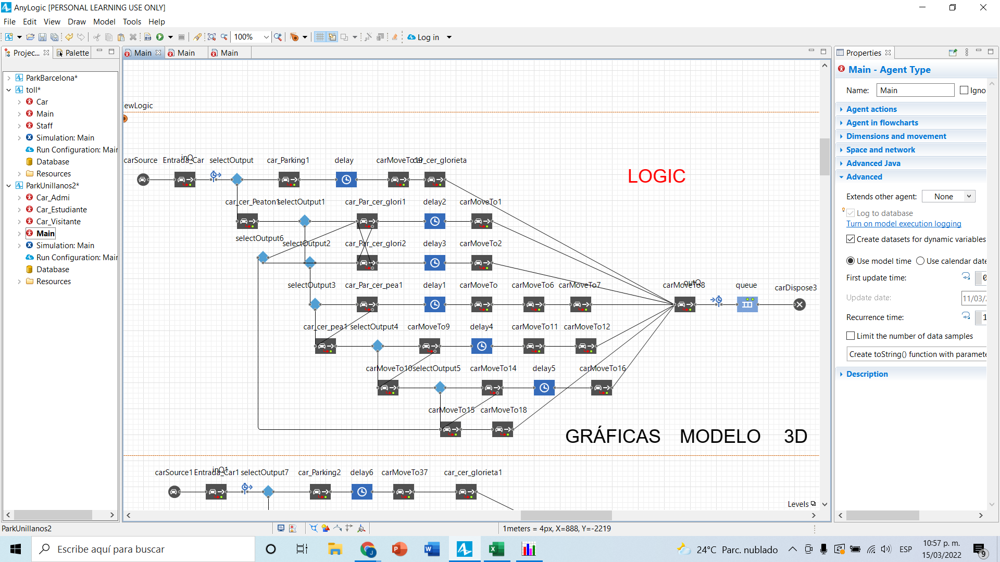 AnyLogic [PERSONAL LEARNING USE ONLY]
File Edit View Draw Model Tools Help
100% Log in
Projec... Palette
ParkBarcelona*
toll*
Car
Main
Staff
Simulation: Main
Run Configuration: Mair
Database
Resources
ParkUnillanos2*
Car_Admi
Car_Estudiante
Car_Visitante
Main
Simulation: Main
Run Configuration: Mair
Database
Resources
Main Main Main
ewLogic
LOGIC
carSource Entrada_Car inQ selectOutput car_Parking1 delay carMoveTo19 car_cer_glorieta
car_cer_Peaton1 selectOutput1 car_Par_cer_glori1 delay2 carMoveTo1
selectOutput6 selectOutput2 car_Par_cer_glori2 delay3 carMoveTo2
selectOutput3 car_Par_cer_pea1 delay1 carMoveTo carMoveTo6 carMoveTo7 carMoveTo8 outQ queue carDispose3
car_cer_pea1 selectOutput4 carMoveTo9 delay4 carMoveTo11 carMoveTo12
carMoveTo10 selectOutput5 carMoveTo14 delay5 carMoveTo16
carMoveTo15 carMoveTo18
GRÁFICAS MODELO 3D
carSource1 Entrada_Car1 inQ1 selectOutput7 car_Parking2 delay6 carMoveTo37 car_cer_glorieta1
Levels
Properties
Main - Agent Type
Name: Main Igno
Agent actions
Agent in flowcharts
Dimensions and movement
Space and network
Advanced Java
Advanced
Extends other agent: None
Log to database
Turn on model execution logging
Create datasets for dynamic variables
Use model time Use calendar date
First update time: 0
Update date: 11/03/
Recurrence time: 1
Limit the number of data samples
Create toString() function with paramete
Description
ParkUnillanos2
1meters = 4px, X=888, Y=-2219
Escribe aquí para buscar
24°C Parc. nublado
ESP
10:57 p. m.
15/03/2022
9